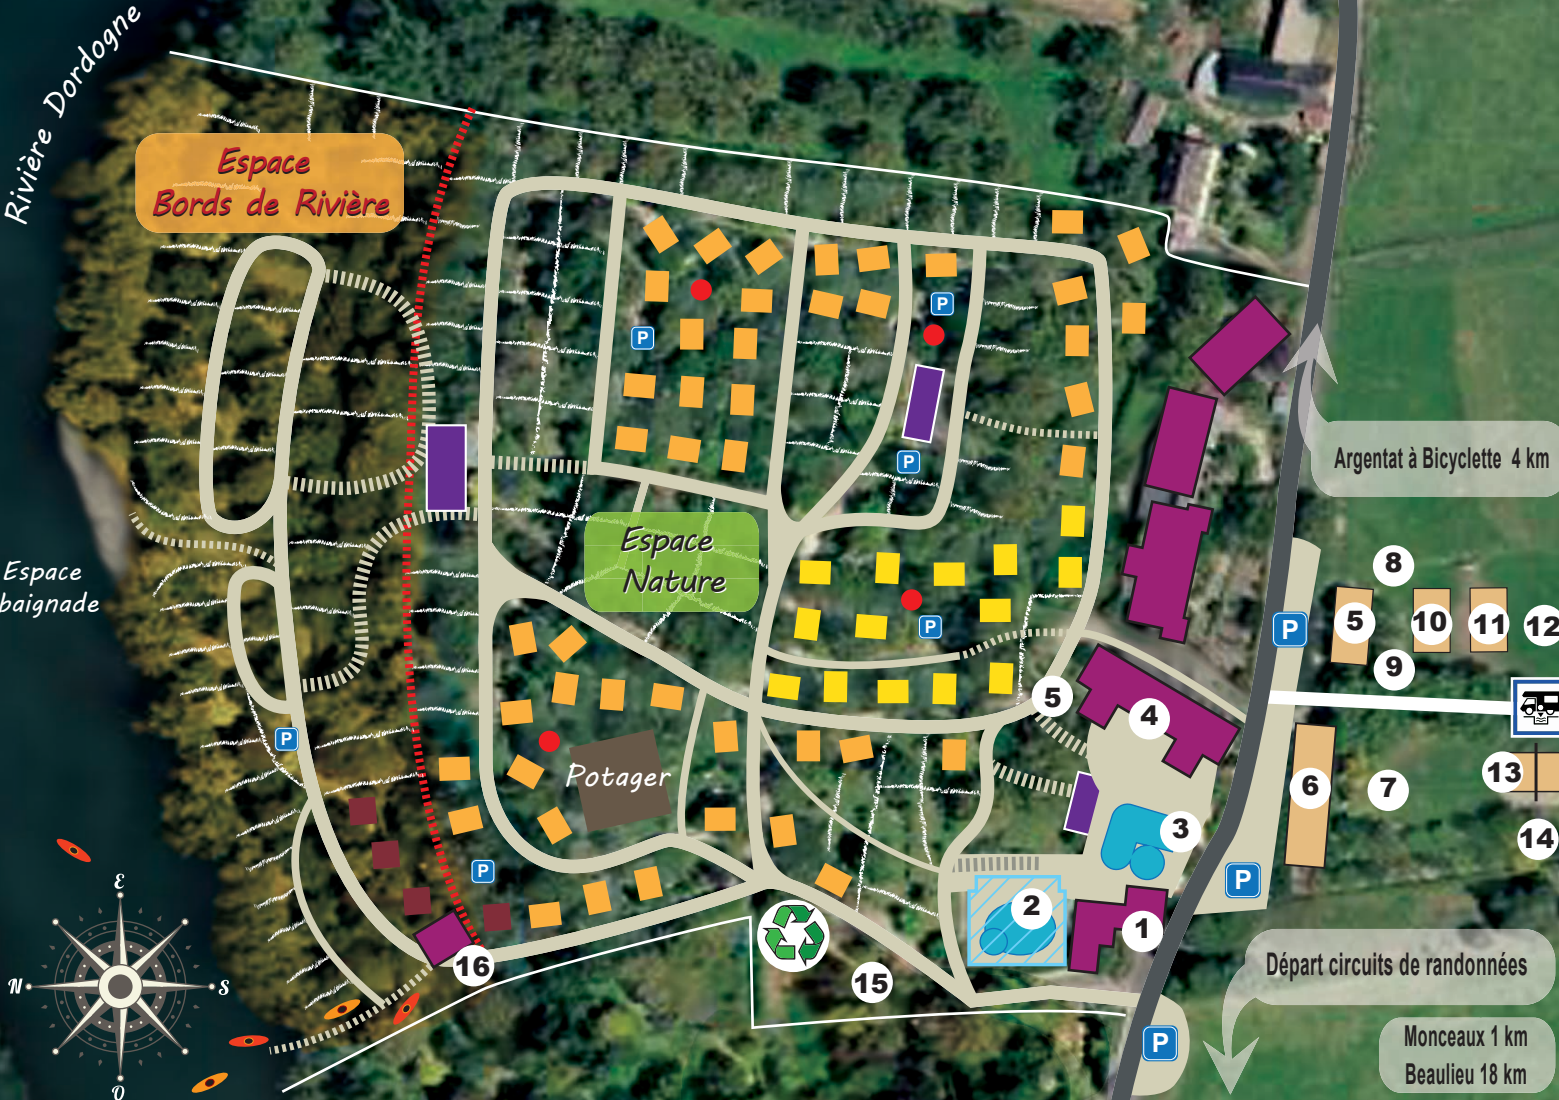 Rivière Dordogne
Espace
Bords de Rivière
P
P
P
Argentat à Bicyclette 4 km
Espace
Nature
Espace
baignade
8
5
10
11
12
9
P
P
5
4
P
Potager
6
7
13
3
14
P
P
2
1
E
N
S
O
16
15
Départ circuits de randonnées
P
Monceaux 1 km
Beaulieu 18 km